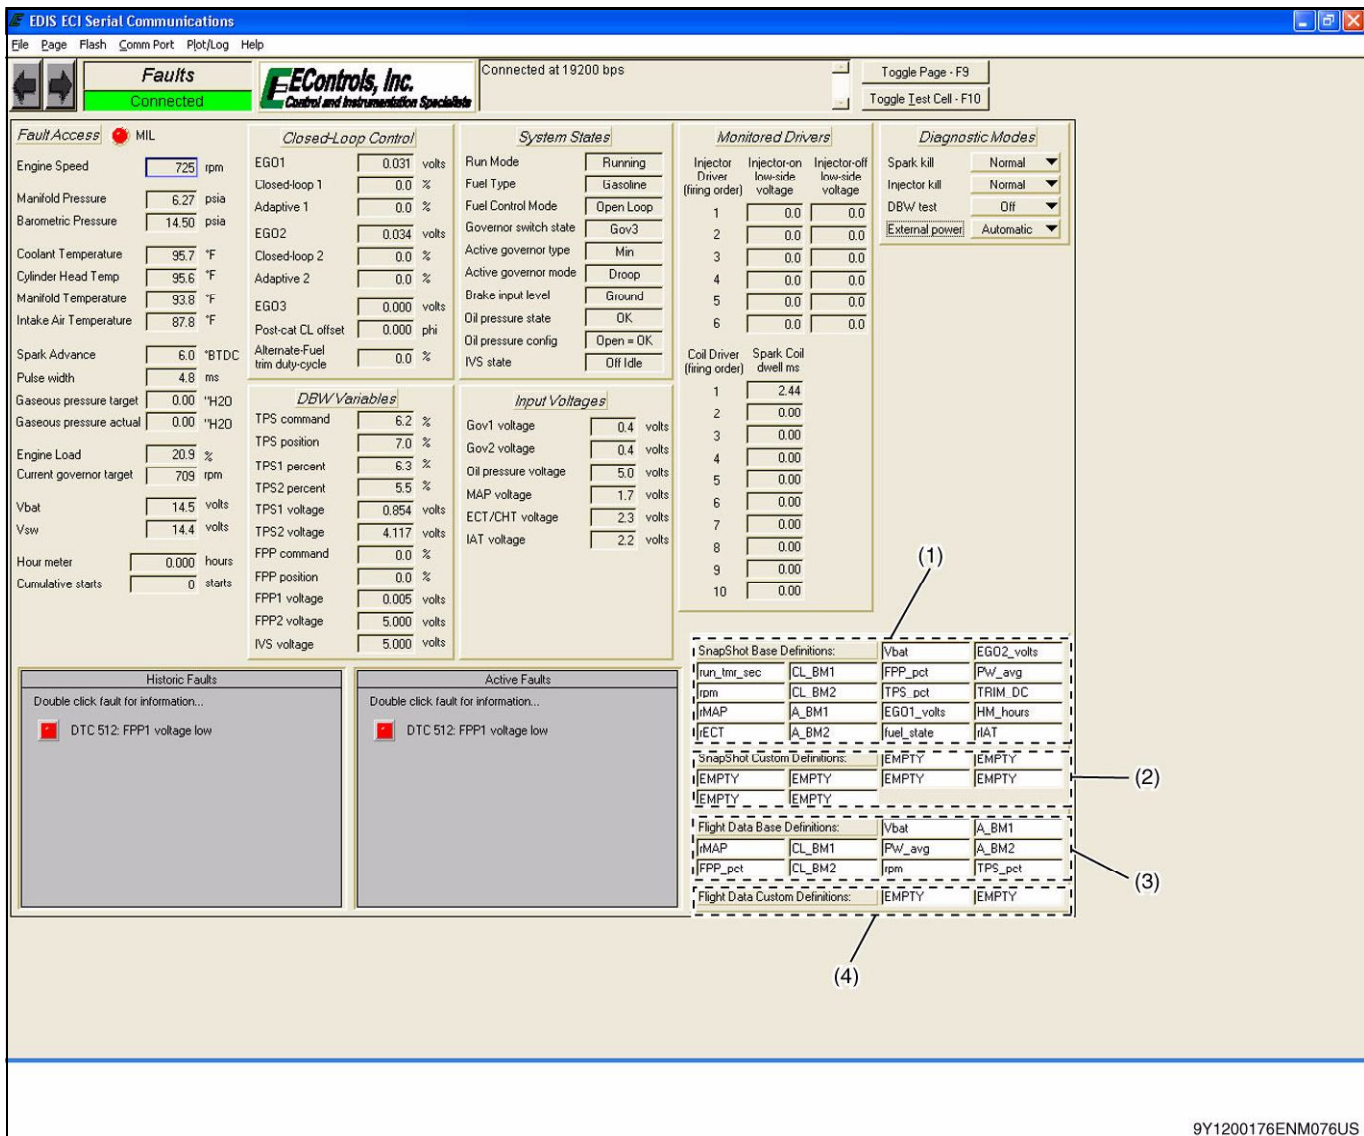 EDIS ECI Serial Communications
File Page Flash Comm Port Plot/Log Help
Faults
Connected
EControls, Inc.
Control and Instrumentation Specialists
Connected at 19200 bps
Toggle Page - F9
Toggle Test Cell - F10
Fault Access MIL
Engine Speed 725 rpm
Manifold Pressure 6.27 psia
Barometric Pressure 14.50 psia
Coolant Temperature 95.7 °F
Cylinder Head Temp 95.6 °F
Manifold Temperature 93.8 °F
Intake Air Temperature 87.8 °F
Spark Advance 6.0 °BTDC
Pulse width 4.8 ms
Gaseous pressure target 0.00 "H2O
Gaseous pressure actual 0.00 "H2O
Engine Load 20.9 %
Current governor target 709 rpm
Vbat 14.5 volts
Vsw 14.4 volts
Hour meter 0.000 hours
Cumulative starts 0 starts
Closed-Loop Control
EGO1 0.031 volts
Closed-loop 1 0.0 %
Adaptive 1 0.0 %
EGO2 0.034 volts
Closed-loop 2 0.0 %
Adaptive 2 0.0 %
EGO3 0.000 volts
Post-cat CL offset 0.000 phi
Alternate-Fuel
trim duty-cycle 0.0 %
DBW Variables
TPS command 6.2 %
TPS position 7.0 %
TPS1 percent 6.3 %
TPS2 percent 5.5 %
TPS1 voltage 0.854 volts
TPS2 voltage 4.117 volts
FPP command 0.0 %
FPP position 0.0 %
FPP1 voltage 0.005 volts
FPP2 voltage 5.000 volts
IVS voltage 5.000 volts
System States
Run Mode Running
Fuel Type Gasoline
Fuel Control Mode Open Loop
Governor switch state Gov3
Active governor type Min
Active governor mode Droop
Brake input level Ground
Oil pressure state OK
Oil pressure config Open = OK
IVS state Off Idle
Input Voltages
Gov1 voltage 0.4 volts
Gov2 voltage 0.4 volts
Oil pressure voltage 5.0 volts
MAP voltage 1.7 volts
ECT/CHT voltage 2.3 volts
IAT voltage 2.2 volts
Monitored Drivers
Injector Injector-on Injector-off
Driver low-side low-side
(firing order) voltage voltage
1 0.0 0.0
2 0.0 0.0
3 0.0 0.0
4 0.0 0.0
5 0.0 0.0
6 0.0 0.0
Coil Driver Spark Coil
(firing order) dwell ms
1 2.44
2 0.00
3 0.00
4 0.00
5 0.00
6 0.00
7 0.00
8 0.00
9 0.00
10 0.00
Diagnostic Modes
Spark kill Normal
Injector kill Normal
DBW test Off
External power Automatic
(1)
Historic Faults
Double click fault for information...
DTC 512: FPP1 voltage low
Active Faults
Double click fault for information...
DTC 512: FPP1 voltage low
SnapShot Base Definitions: Vbat EGO2_volts
run_tmr_sec CL_BM1 FPP_pct PW_avg
rpm CL_BM2 TPS_pct TRIM_DC
rMAP A_BM1 EGO1_volts HM_hours
rECT A_BM2 fuel_state rIAT
SnapShot Custom Definitions: EMPTY EMPTY
EMPTY EMPTY EMPTY EMPTY
EMPTY EMPTY
(2)
Flight Data Base Definitions: Vbat A_BM1
rMAP CL_BM1 PW_avg A_BM2
FPP_pct CL_BM2 rpm TPS_pct
(3)
Flight Data Custom Definitions: EMPTY EMPTY
(4)
9Y1200176ENM076US